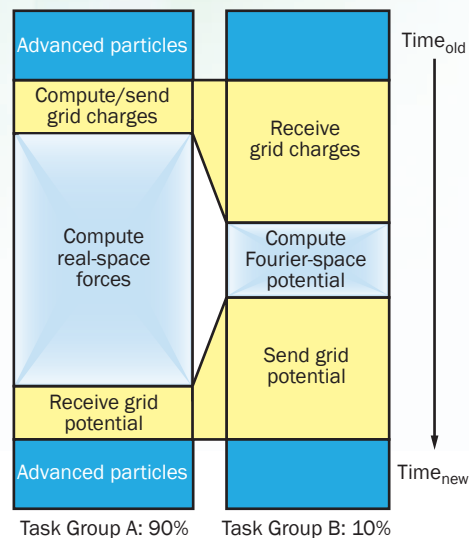 Advanced particles
Time_old
Compute/send
grid charges
Receive
grid charges
Compute
real-space
forces
Compute
Fourier-space
potential
Send grid
potential
Receive grid
potential
Advanced particles
Time_new
Task Group A: 90%
Task Group B: 10%